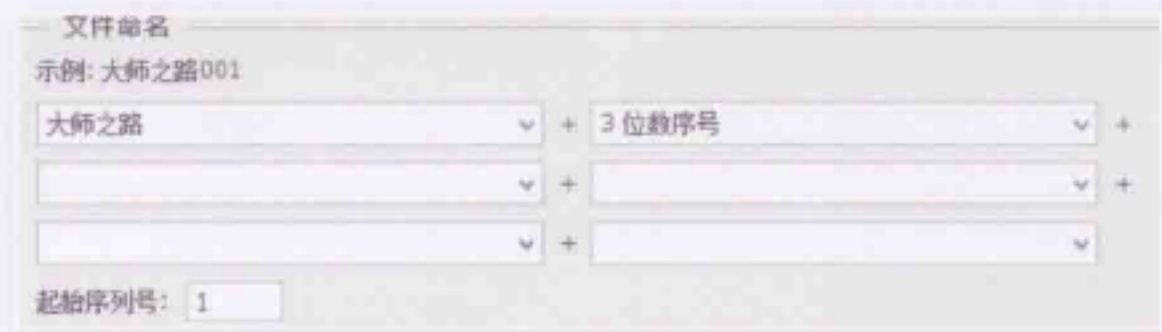 文件命名
示例: 大师之路001
大师之路 + 3 位数序号 +
+ +
+
起始序列号: 1